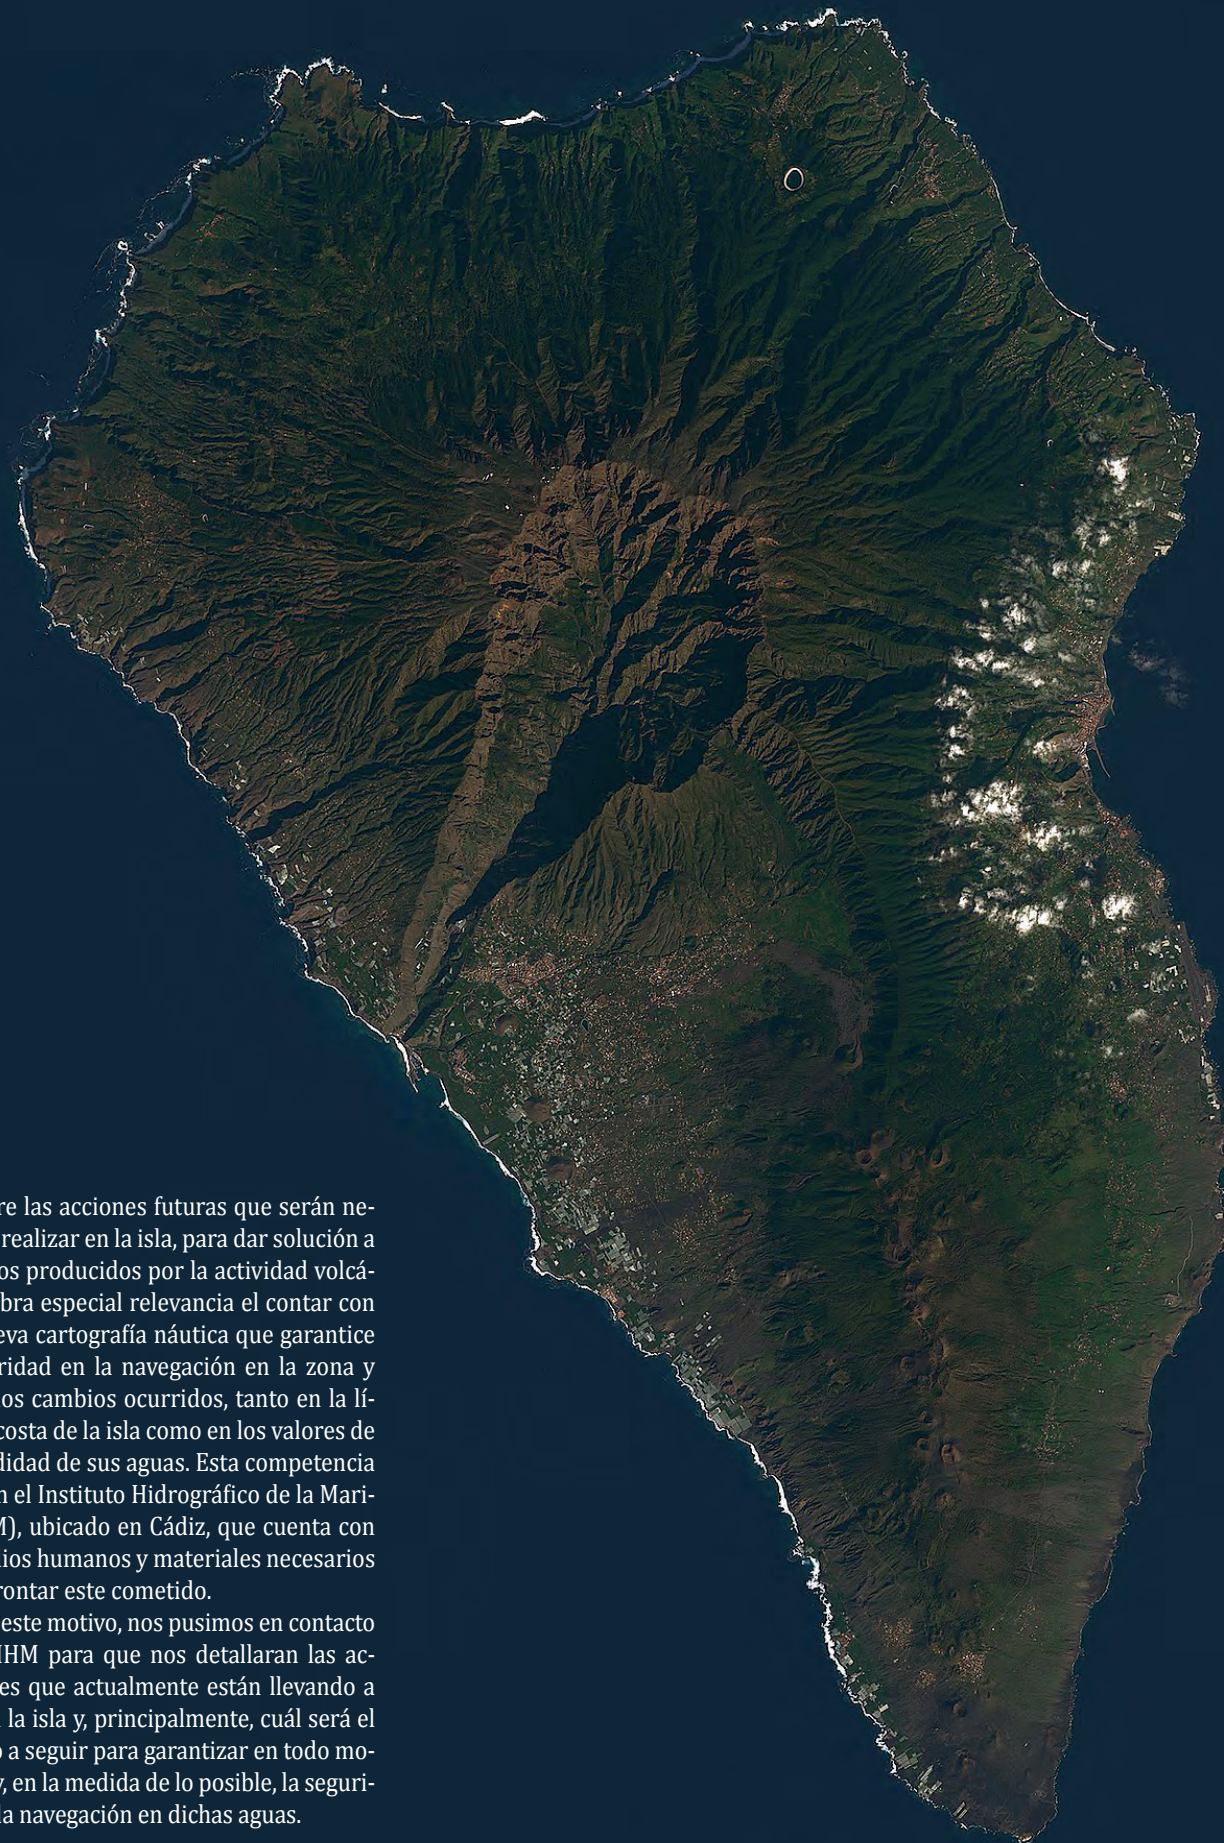 re las acciones futuras que serán ne-
realizar en la isla, para dar solución a
os producidos por la actividad volcá-
bra especial relevancia el contar con
eva cartografía náutica que garantice
ridad en la navegación en la zona y
los cambios ocurridos, tanto en la lí-
costa de la isla como en los valores de
didad de sus aguas. Esta competencia
n el Instituto Hidrográfico de la Mari-
M), ubicado en Cádiz, que cuenta con
ios humanos y materiales necesarios
rontar este cometido.
este motivo, nos pusimos en contacto
IHM para que nos detallaran las ac-
es que actualmente están llevando a
la isla y, principalmente, cuál será el
o a seguir para garantizar en todo mo-
y, en la medida de lo posible, la seguri-
la navegación en dichas aguas.